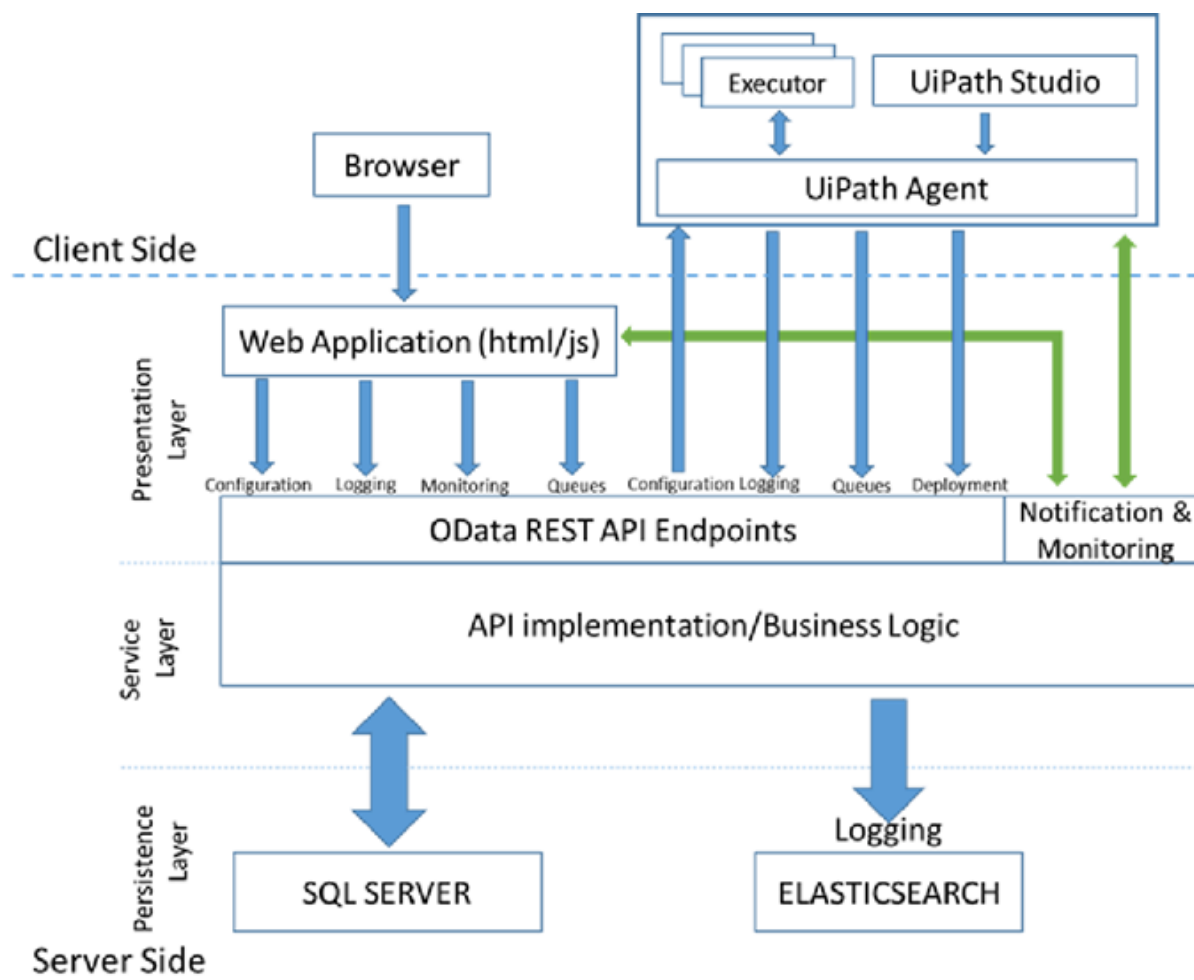 Executor
UiPath Studio
Browser
UiPath Agent
Client Side
Web Application (html/js)
Presentation
Layer
Configuration
Logging
Monitoring
Queues
Configuration
Logging
Queues
Deployment
OData REST API Endpoints
Notification &
Monitoring
Service
Layer
API implementation/Business Logic
Persistence
Layer
Logging
SQL SERVER
ELASTICSEARCH
Server Side